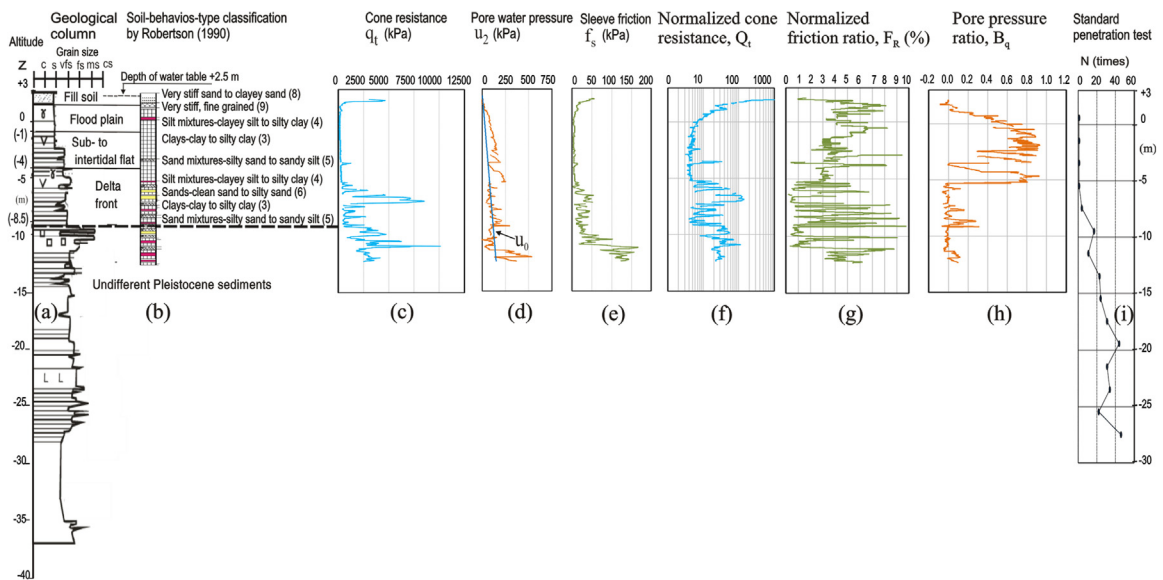 Geological
column
Soil-behavios-type classification
by Robertson (1990)
Cone resistance
qt (kPa)
Pore water pressure
u2 (kPa)
Sleeve friction
fs (kPa)
Normalized cone
resistance, Qt
Normalized
friction ratio, FR (%)
Pore pressure
ratio, Bq
Standard
penetration test
N (times)
Altitude
z
Grain size
c s vfs fs ms cs
Depth of water table +2.5 m
+3
0
(-1)
(-4)
-5
(m)
-8.5)
-10
-15
-20
-25
-30
-35
-40
Fill soil
Flood plain
Sub- to
intertidal flat
Delta
front
Undifferent Pleistocene sediments
L L
Very stiff sand to clayey sand (8)
Very stiff, fine grained (9)
Silt mixtures-clayey silt to silty clay (4)
Clays-clay to silty clay (3)
Sand mixtures-silty sand to sandy silt (5)
Silt mixtures-clayey silt to silty clay (4)
Sands-clean sand to silty sand (6)
Clays-clay to silty clay (3)
Sand mixtures-silty sand to sandy silt (5)
0 2500 5000 7500 10000 12500
0 250 500 750
0 50 100 150 200
0 10 100 1000
0 1 2 3 4 5 6 7 8 9 10
-0.2 0.0 0.2 0.4 0.6 0.8 1.0 1.2
0 20 40 60
u0
+3
0
(m)
-5
-10
-15
-20
-25
-30
(a)
(b)
(c)
(d)
(e)
(f)
(g)
(h)
(i)